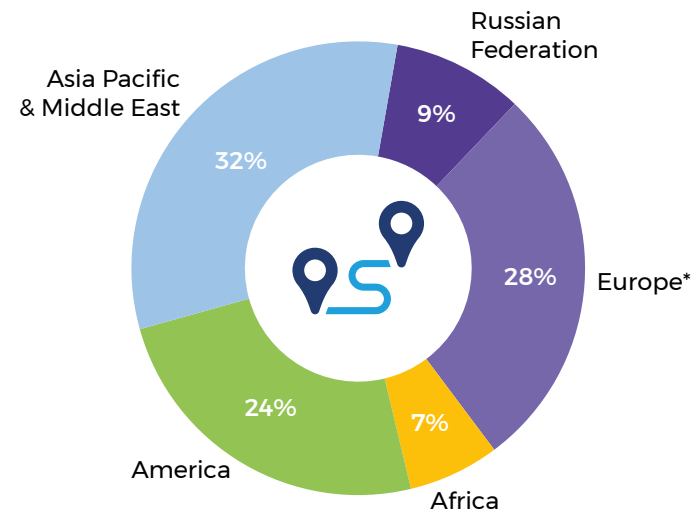 Russian
Federation
Asia Pacific
& Middle East
9%
32%
28%
Europe*
24%
7%
America
Africa